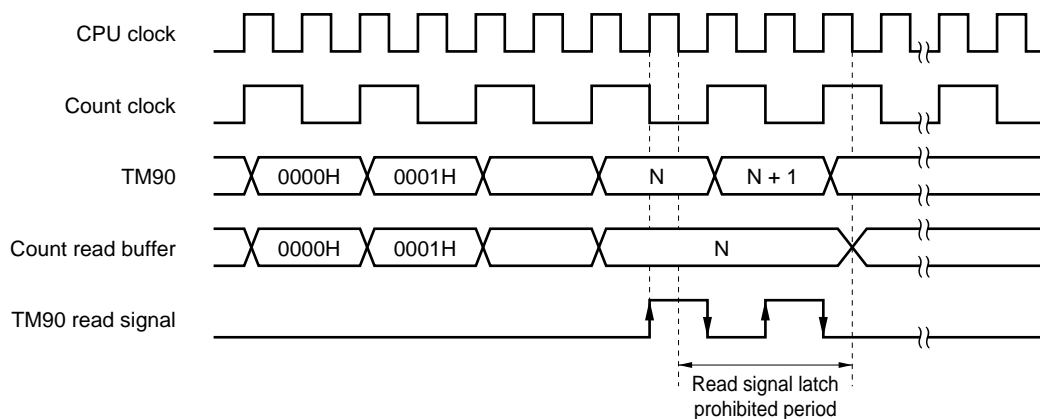 CPU clock
Count clock
TM90
0000H
0001H
N
N + 1
Count read buffer
0000H
0001H
N
TM90 read signal
Read signal latch
prohibited period